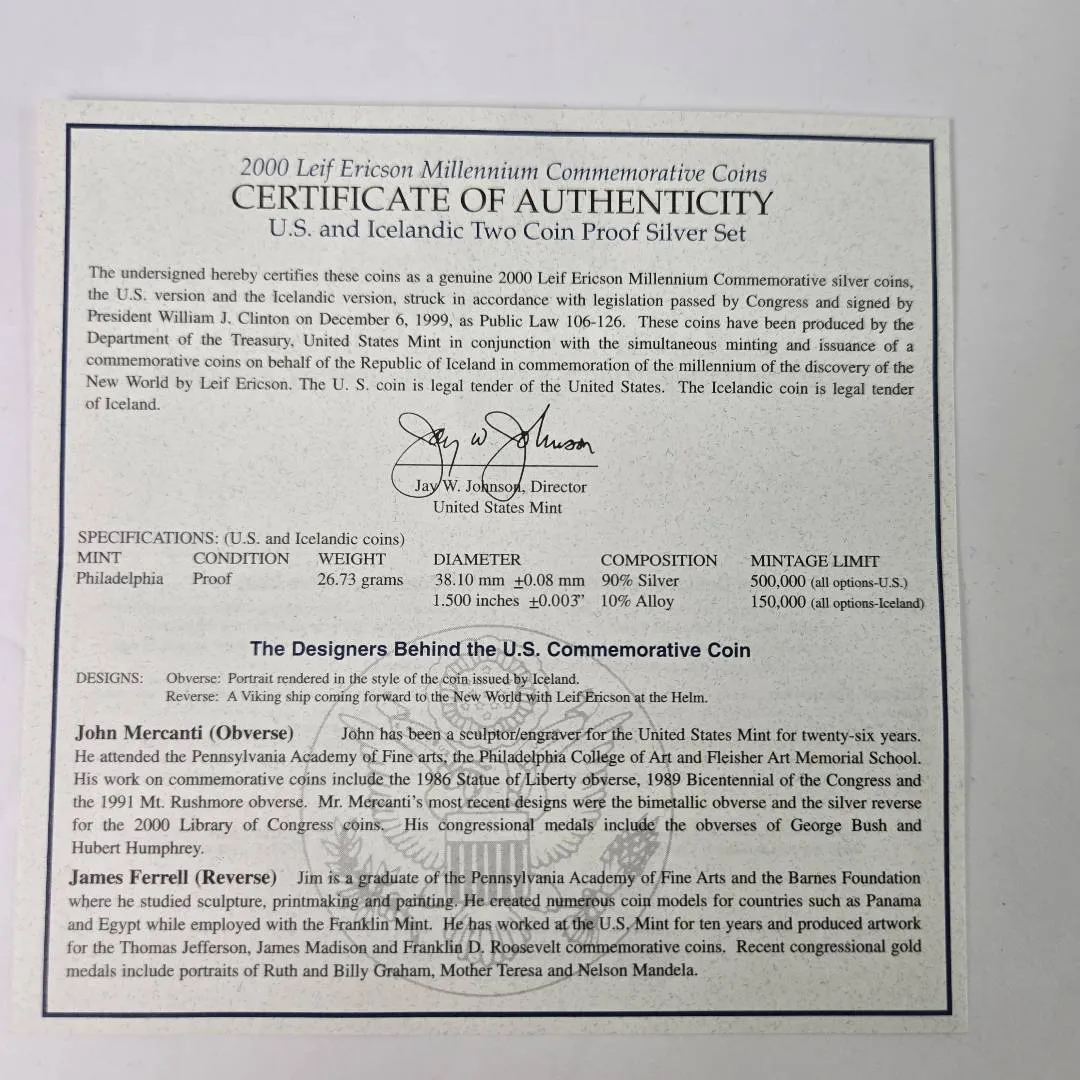 2000 Leif Ericson Millennium Commemorative Coins
CERTIFICATE OF AUTHENTICITY
U.S. and Icelandic Two Coin Proof Silver Set
The undersigned hereby certifies these coins as a genuine 2000 Leif Ericson Millennium Commemorative silver coins,
the U.S. version and the Icelandic version, struck in accordance with legislation passed by Congress and signed by
President William J. Clinton on December 6, 1999, as Public Law 106-126. These coins have been produced by the
Department of the Treasury, United States Mint in conjunction with the simultaneous minting and issuance of a
commemorative coins on behalf of the Republic of Iceland in commemoration of the millennium of the discovery of the
New World by Leif Ericson. The U. S. coin is legal tender of the United States. The Icelandic coin is legal tender
of Iceland.
Jay W Johnson
Jay W. Johnson, Director
United States Mint
SPECIFICATIONS: (U.S. and Icelandic coins)
MINT CONDITION WEIGHT DIAMETER COMPOSITION MINTAGE LIMIT
Philadelphia Proof 26.73 grams 38.10 mm ±0.08 mm 90% Silver 500,000 (all options-U.S.)
1.500 inches ±0.003" 10% Alloy 150,000 (all options-Iceland)
The Designers Behind the U.S. Commemorative Coin
DESIGNS: Obverse: Portrait rendered in the style of the coin issued by Iceland.
Reverse: A Viking ship coming forward to the New World with Leif Ericson at the Helm.
John Mercanti (Obverse) John has been a sculptor/engraver for the United States Mint for twenty-six years.
He attended the Pennsylvania Academy of Fine arts, the Philadelphia College of Art and Fleisher Art Memorial School.
His work on commemorative coins include the 1986 Statue of Liberty obverse, 1989 Bicentennial of the Congress and
the 1991 Mt. Rushmore obverse. Mr. Mercanti's most recent designs were the bimetallic obverse and the silver reverse
for the 2000 Library of Congress coins. His congressional medals include the obverses of George Bush and
Hubert Humphrey.
James Ferrell (Reverse) Jim is a graduate of the Pennsylvania Academy of Fine Arts and the Barnes Foundation
where he studied sculpture, printmaking and painting. He created numerous coin models for countries such as Panama
and Egypt while employed with the Franklin Mint. He has worked at the U.S. Mint for ten years and produced artwork
for the Thomas Jefferson, James Madison and Franklin D. Roosevelt commemorative coins. Recent congressional gold
medals include portraits of Ruth and Billy Graham, Mother Teresa and Nelson Mandela.